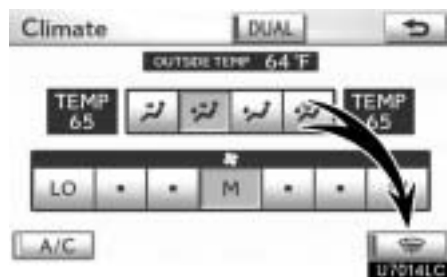 Climate DUAL
OUTSIDE TEMP 64°F
TEMP TEMP
65 65
LO M
A/C
U7014LC